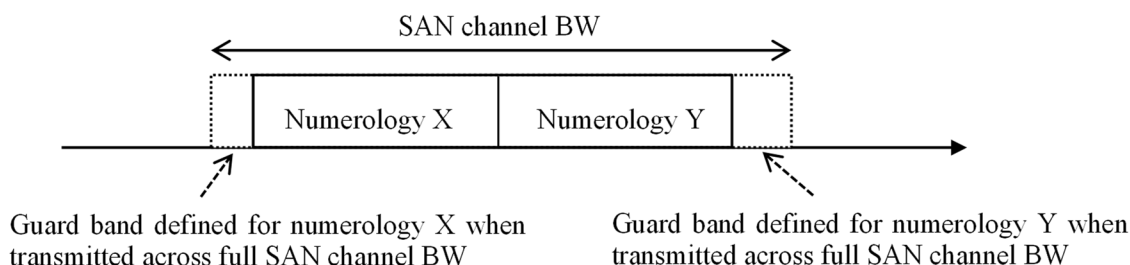 SAN channel BW
Numerology X
Numerology Y
Guard band defined for numerology X when
transmitted across full SAN channel BW
Guard band defined for numerology Y when
transmitted across full SAN channel BW